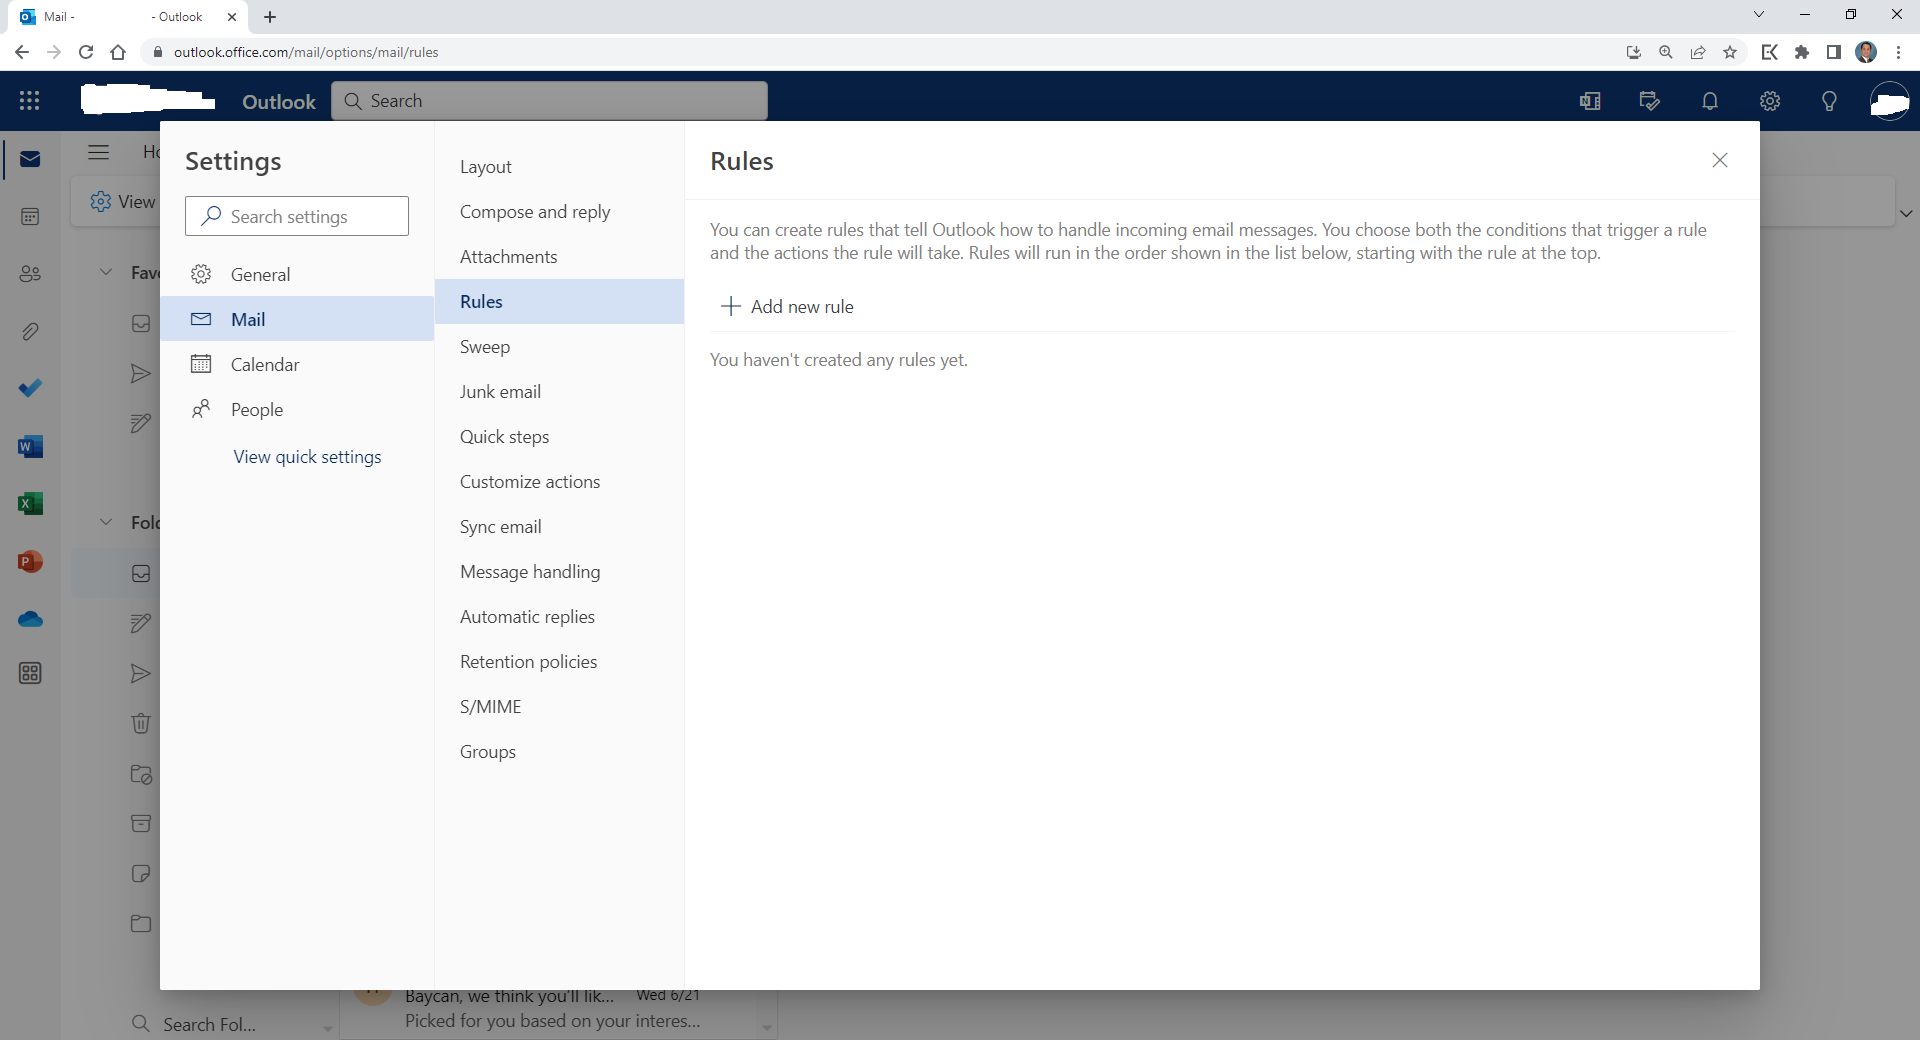 Mail -
- Outlook
outlook.office.com/mail/options/mail/rules
Outlook
Search
Ho
View
Favo
Fold
Search Fol...
Settings
Search settings
General
Mail
Calendar
People
View quick settings
Layout
Compose and reply
Attachments
Rules
Sweep
Junk email
Quick steps
Customize actions
Sync email
Message handling
Automatic replies
Retention policies
S/MIME
Groups
Rules
You can create rules that tell Outlook how to handle incoming email messages. You choose both the conditions that trigger a rule
and the actions the rule will take. Rules will run in the order shown in the list below, starting with the rule at the top.
Add new rule
You haven't created any rules yet.
Baycan, we think you'll lik...
Wed 6/21
Picked for you based on your interes...